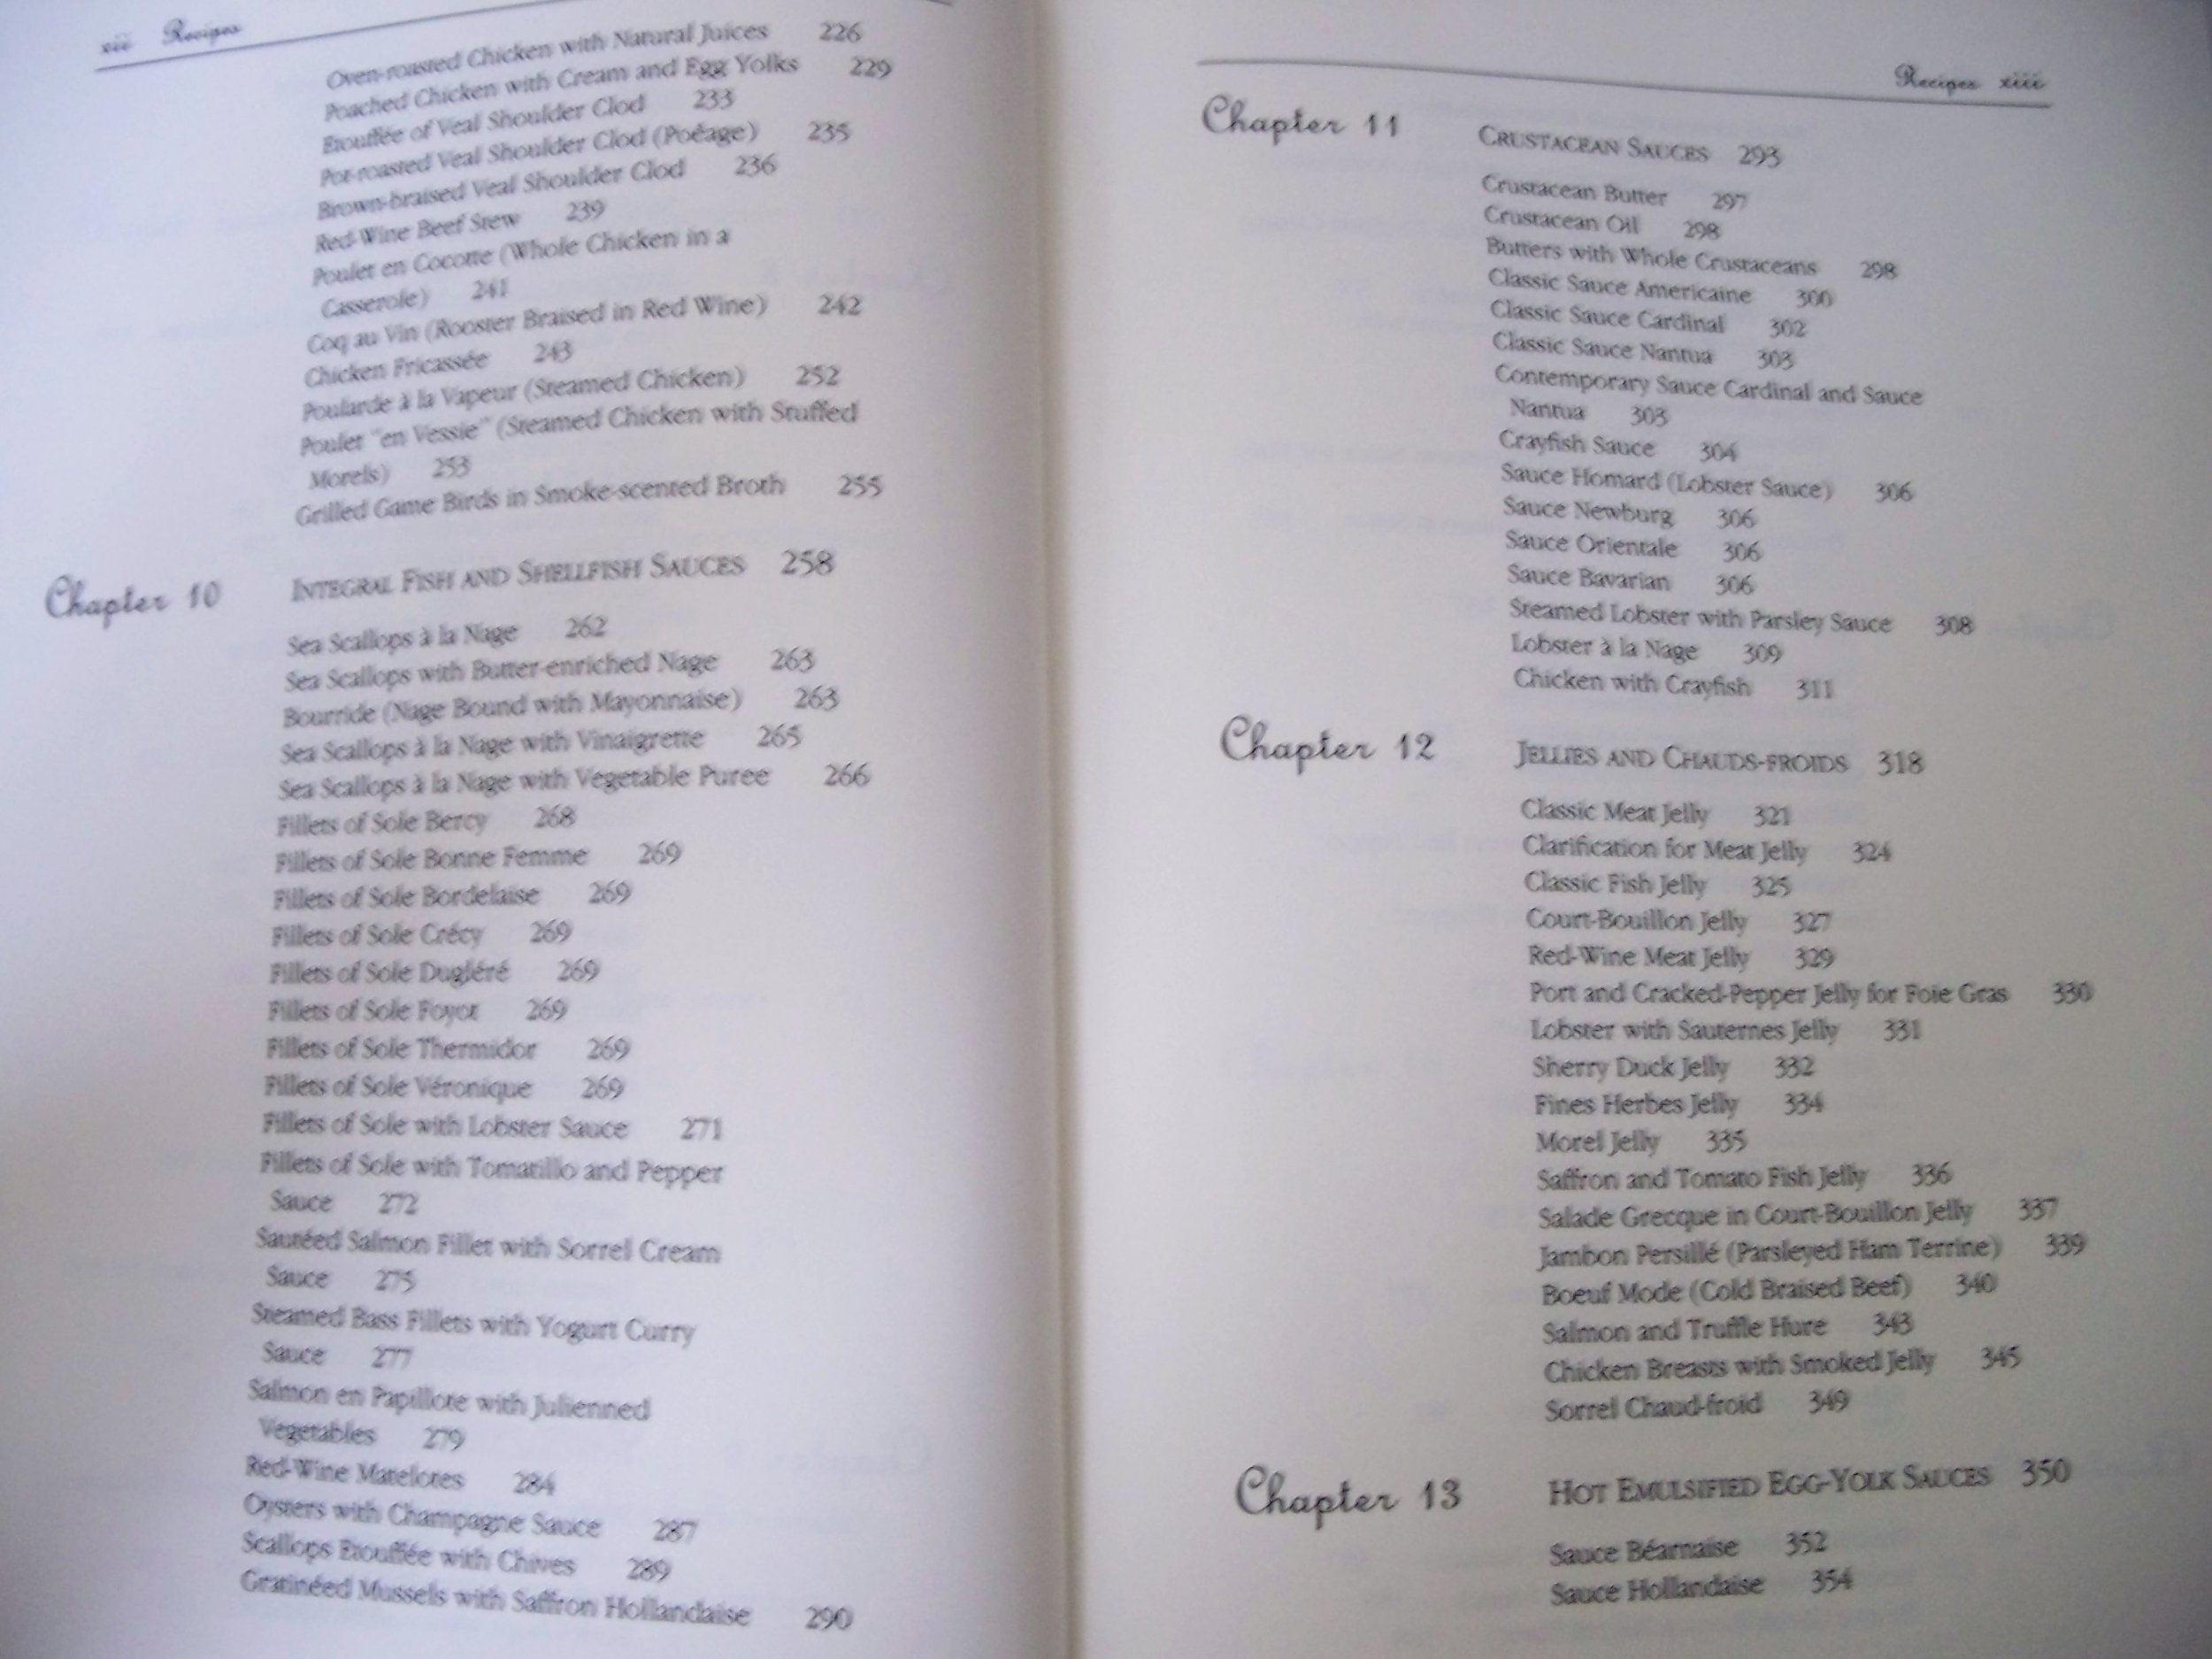 xii Recipes
Oven-roasted Chicken with Natural Juices 226
Poached Chicken with Cream and Egg Yolks 229
Etouffée of Veal Shoulder Clod 233
Pot-roasted Veal Shoulder Clod (Poêage) 235
Brown-braised Veal Shoulder Clod 236
Red-Wine Beef Stew 239
Poulet en Cocotte (Whole Chicken in a
Casserole) 241
Coq au Vin (Rooster Braised in Red Wine) 242
Chicken Fricassée 243
Poularde à la Vapeur (Steamed Chicken) 252
Poulet "en Vessie" (Steamed Chicken with Stuffed
Morels) 253
Grilled Game Birds in Smoke-scented Broth 255
Chapter 10 INTEGRAL FISH AND SHELLFISH SAUCES 258
Sea Scallops à la Nage 262
Sea Scallops with Butter-enriched Nage 263
Bourride (Nage Bound with Mayonnaise) 263
Sea Scallops à la Nage with Vinaigrette 265
Sea Scallops à la Nage with Vegetable Puree 266
Fillets of Sole Bercy 268
Fillets of Sole Bonne Femme 269
Fillets of Sole Bordelaise 269
Fillets of Sole Crécy 269
Fillets of Sole Dugléré 269
Fillets of Sole Foyot 269
Fillets of Sole Thermidor 269
Fillets of Sole Véronique 269
Fillets of Sole with Lobster Sauce 271
Fillets of Sole with Tomatillo and Pepper
Sauce 272
Sautéed Salmon Fillet with Sorrel Cream
Sauce 275
Steamed Bass Fillets with Yogurt Curry
Sauce 277
Salmon en Papillote with Julienned
Vegetables 279
Red-Wine Matelotes 284
Oysters with Champagne Sauce 287
Scallops Etouffée with Chives 289
Gratinéed Mussels with Saffron Hollandaise 290
Recipes xiii
Chapter 11 CRUSTACEAN SAUCES 293
Crustacean Butter 297
Crustacean Oil 298
Butters with Whole Crustaceans 298
Classic Sauce Americaine 300
Classic Sauce Cardinal 302
Classic Sauce Nantua 303
Contemporary Sauce Cardinal and Sauce
Nantua 303
Crayfish Sauce 304
Sauce Homard (Lobster Sauce) 306
Sauce Newburg 306
Sauce Orientale 306
Sauce Bavarian 306
Steamed Lobster with Parsley Sauce 308
Lobster à la Nage 309
Chicken with Crayfish 311
Chapter 12 JELLIES AND CHAUDS-FROIDS 318
Classic Meat Jelly 321
Clarification for Meat Jelly 324
Classic Fish Jelly 325
Court-Bouillon Jelly 327
Red-Wine Meat Jelly 329
Port and Cracked-Pepper Jelly for Foie Gras 330
Lobster with Sauternes Jelly 331
Sherry Duck Jelly 332
Fines Herbes Jelly 334
Morel Jelly 335
Saffron and Tomato Fish Jelly 336
Salade Grecque in Court-Bouillon Jelly 337
Jambon Persillé (Parsleyed Ham Terrine) 339
Boeuf Mode (Cold Braised Beef) 340
Salmon and Truffle Hure 343
Chicken Breasts with Smoked Jelly 345
Sorrel Chaud-froid 349
Chapter 13 HOT EMULSIFIED EGG-YOLK SAUCES 350
Sauce Béarnaise 352
Sauce Hollandaise 354